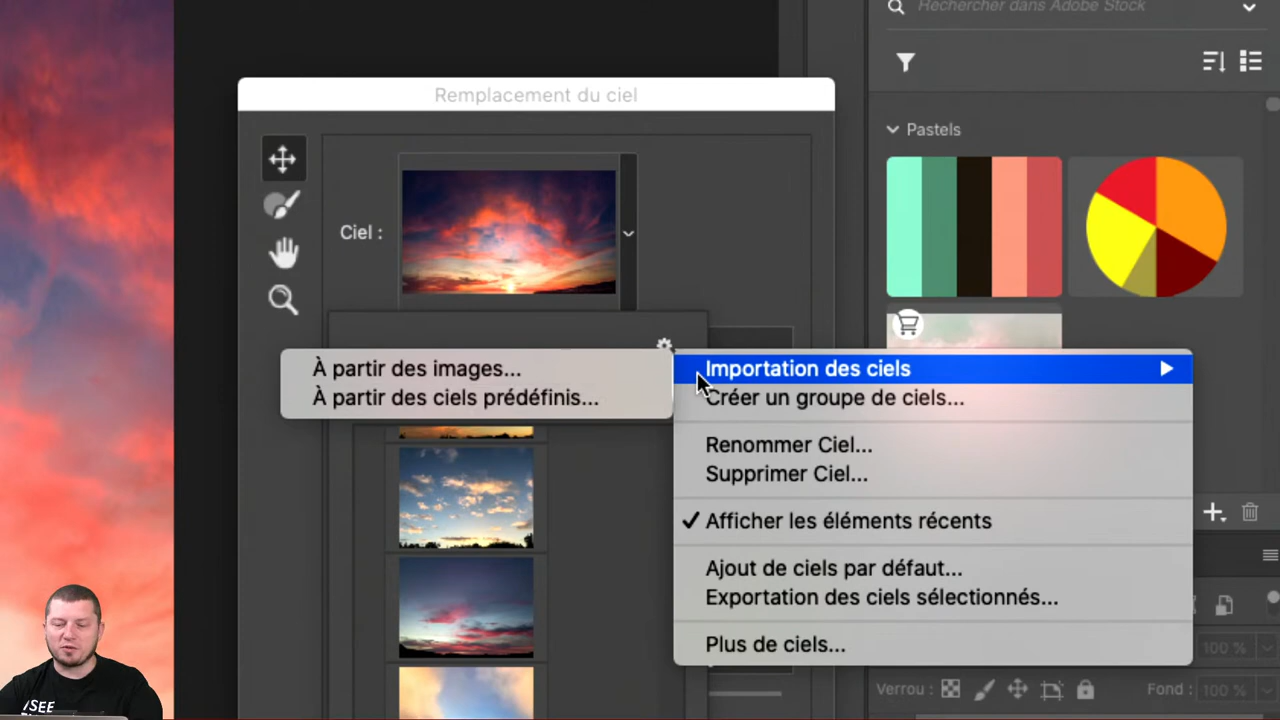 Rechercher dans Adobe Stock
Remplacement du ciel
Pastels
Ciel :
À partir des images...
À partir des ciels prédéfinis...
Importation des ciels
Créer un groupe de ciels...
Renommer Ciel...
Supprimer Ciel...
Afficher les éléments récents
Ajout de ciels par défaut...
Exportation des ciels sélectionnés...
Plus de ciels...
100 %
Verrou :
Fond :
100 %
/SEE